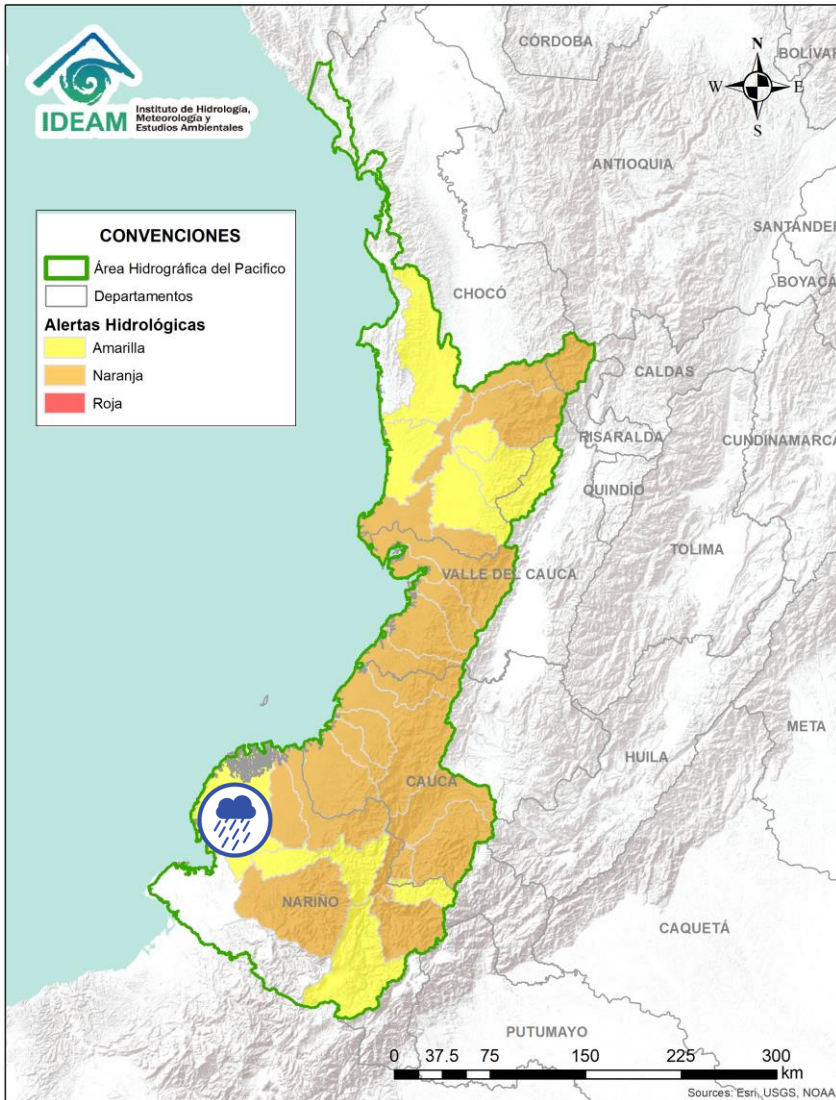 IDEAM
Instituto de Hidrología,
Meteorología y
Estudios Ambientales
N
W
E
S
CÓRDOBA
BOLÍVAR
ANTIOQUIA
SANTANDER
BOYACÁ
CHOCÓ
CALDAS
RISARALDA
CUNDINAMARCA
QUINDÍO
TOLIMA
VALLE DEL CAUCA
META
HUILA
CAUCA
NARIÑO
CAQUETÁ
PUTUMAYO
CONVENCIONES
Área Hidrográfica del Pacifico
Departamentos
Alertas Hidrológicas
Amarilla
Naranja
Roja
0 37.5 75 150 225 300
km
Sources: Esri, USGS, NOAA